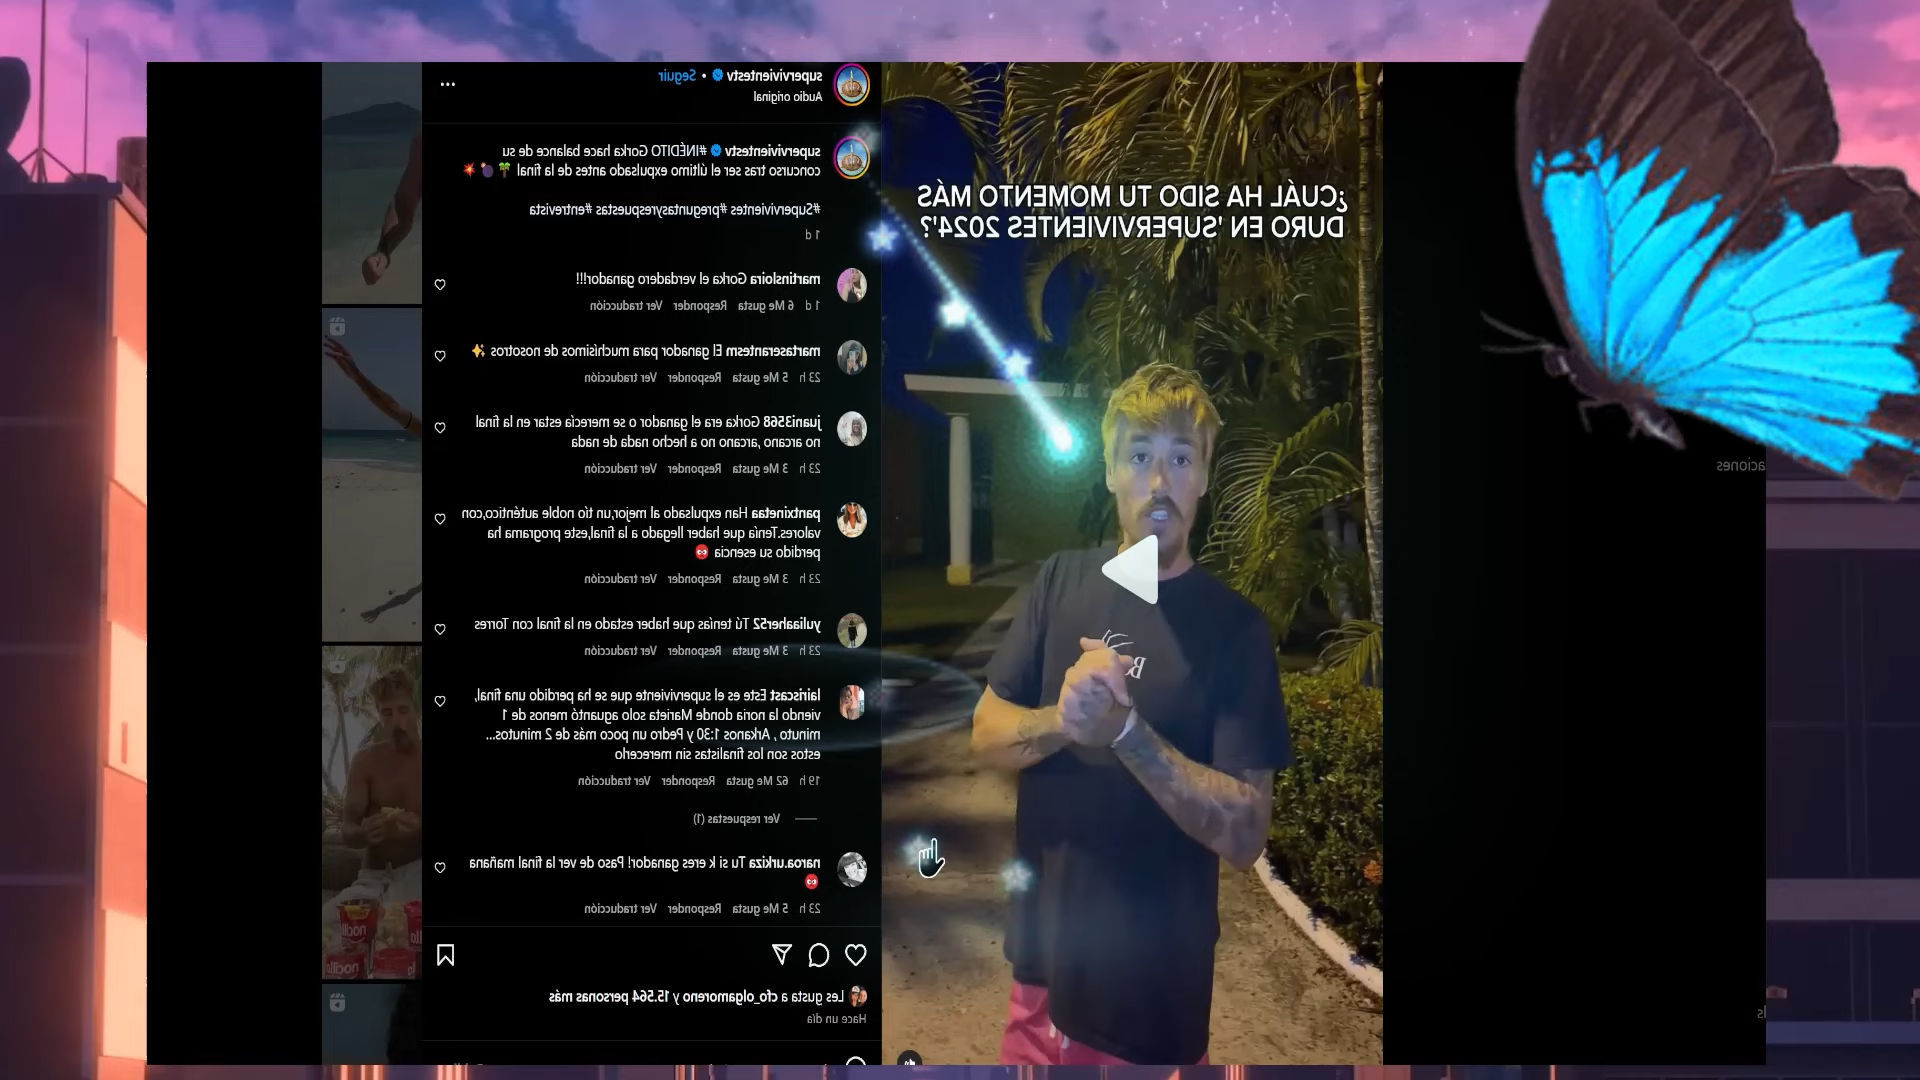 supervivientestv • Seguir
Audio original
supervivientestv #INÉDITO Gorka hace balance de su
concurso tras ser el último expulsado antes de la final 🌴💣💥
#Supervivientes #preguntasyrespuestas #entrevista
1 d
martinsloira Gorka el verdadero ganador!!!
1 d 6 Me gusta Responder Ver traducción
martaserantesm El ganador para muchísimos de nosotros ✨
23 h 5 Me gusta Responder Ver traducción
juani3568 Gorka era el ganador o se merecía estar en la final
no arcano ,arcano no a hecho nada de nada
23 h 3 Me gusta Responder Ver traducción
pantxinetaa Han expulsado al mejor,un tío noble auténtico,con
valores.Tenía que haber llegado a la final,este programa ha
perdido su esencia
23 h 3 Me gusta Responder Ver traducción
yuliaaher52 Tú tenías que haber estado en la final con Torres
23 h 3 Me gusta Responder Ver traducción
lairiscast Este es el superviviente que se ha perdido una final,
viendo la noria donde Marieta solo aguantó menos de 1
minuto , Arkanos 1:30 y Pedro un poco más de 2 minutos...
estos son los finalistas sin merecerlo
19 h 62 Me gusta Responder Ver traducción
Ver respuestas (1)
naroa.urkiza Tu si k eres ganador! Paso de ver la final mañana
23 h 5 Me gusta Responder Ver traducción
Les gusta a cfo_olgamoreno y 15.564 personas más
Hace un día
¿CUÁL HA SIDO TU MOMENTO MÁS
DURO EN 'SUPERVIVIENTES 2024'?
aciones
nocilla
nocilla